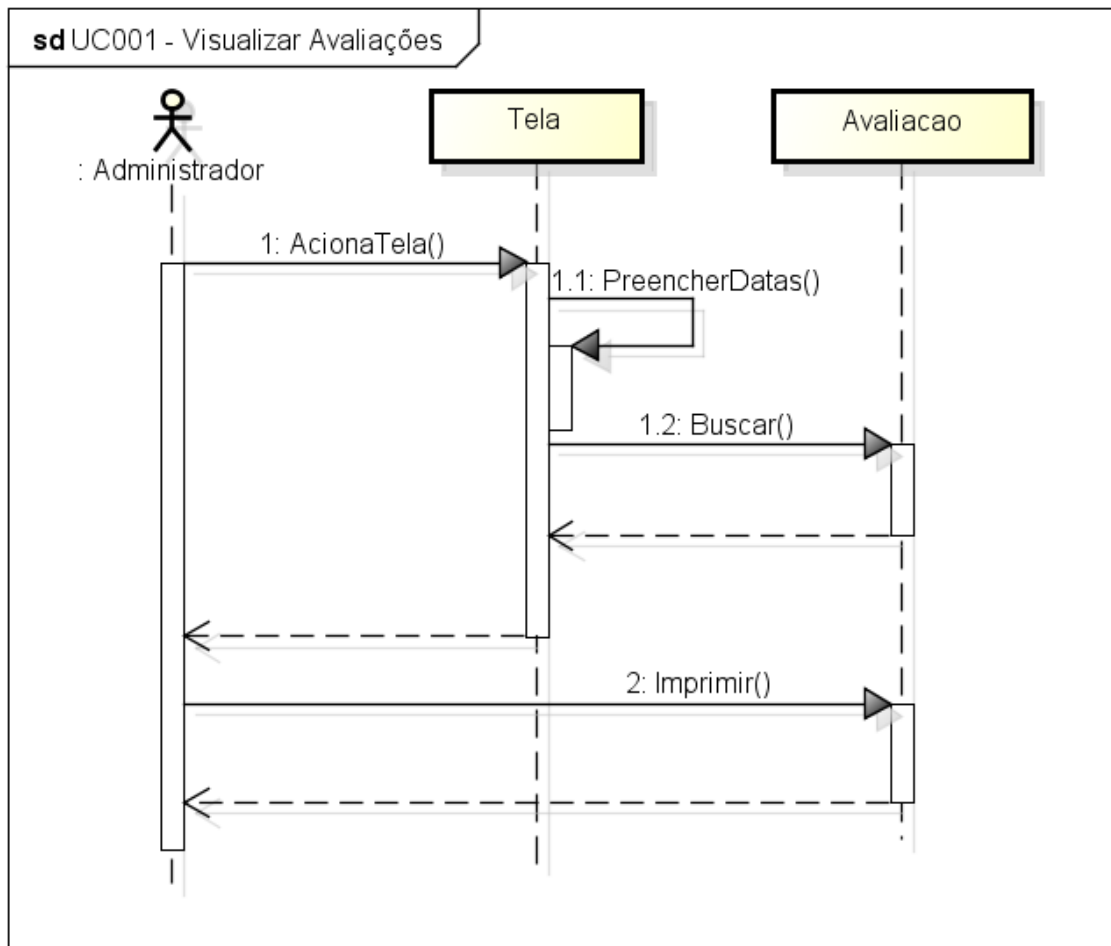 sd UC001 - Visualizar Avaliações
: Administrador
Tela
Avaliacao
1: AcionaTela()
1.1: PreencherDatas()
1.2: Buscar()
2: Imprimir()